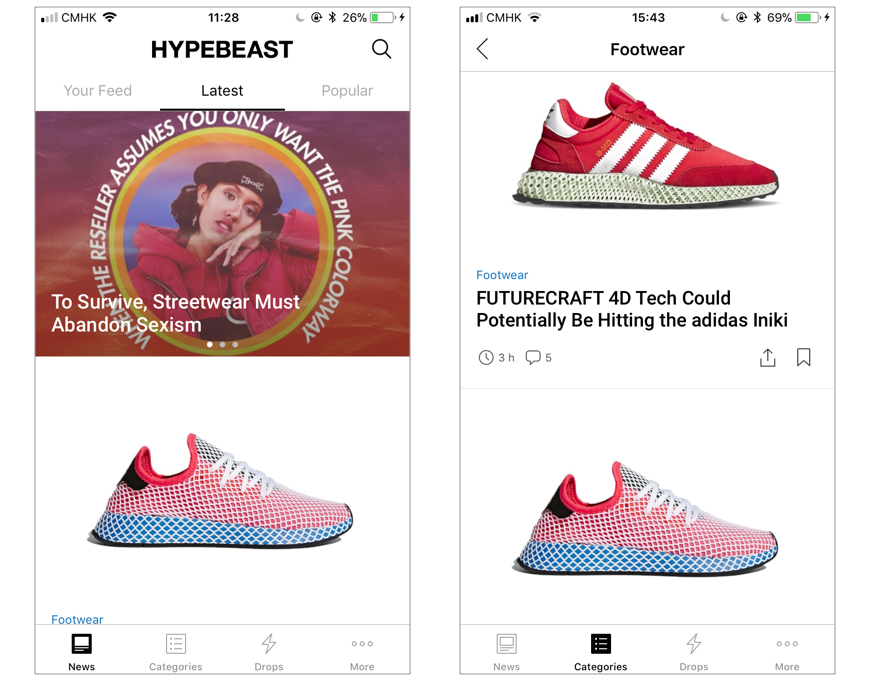 CMHK 11:28 26%
HYPEBEAST
Your Feed Latest Popular
WHEN THE RESELLER ASSUMES YOU ONLY WANT THE PINK COLORWAY
To Survive, Streetwear Must
Abandon Sexism
Footwear
News Categories Drops More
CMHK 15:43 69%
Footwear
Footwear
FUTURECRAFT 4D Tech Could
Potentially Be Hitting the adidas Iniki
3 h 5
News Categories Drops More